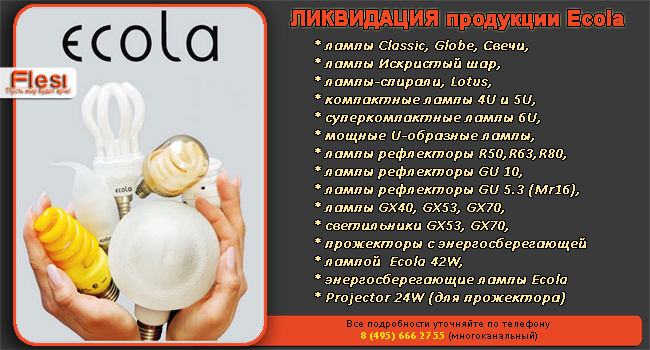 ecola
Flesi
Пусть мир будет ярче!
ecola
ЛИКВИДАЦИЯ продукции Ecola
* лампы Classic, Globe, Свечи,
* лампы Искристый шар,
* лампы-спирали, Lotus,
* компактные лампы 4U и 5U,
* суперкомпактные лампы 6U,
* мощные U-образные лампы,
* лампы рефлекторы R50,R63,R80,
* лампы рефлекторы GU 10,
* лампы рефлекторы GU 5.3 (Mr16),
* лампы GX40, GX53, GX70,
* светильники GX53, GX70,
* прожекторы с энергосберегающей
* лампой Ecola 42W,
* энергосберегающие лампы Ecola
* Projector 24W (для прожектора)
Все подробности уточняйте по телефону
8 (495) 666 2755 (многоканальный)